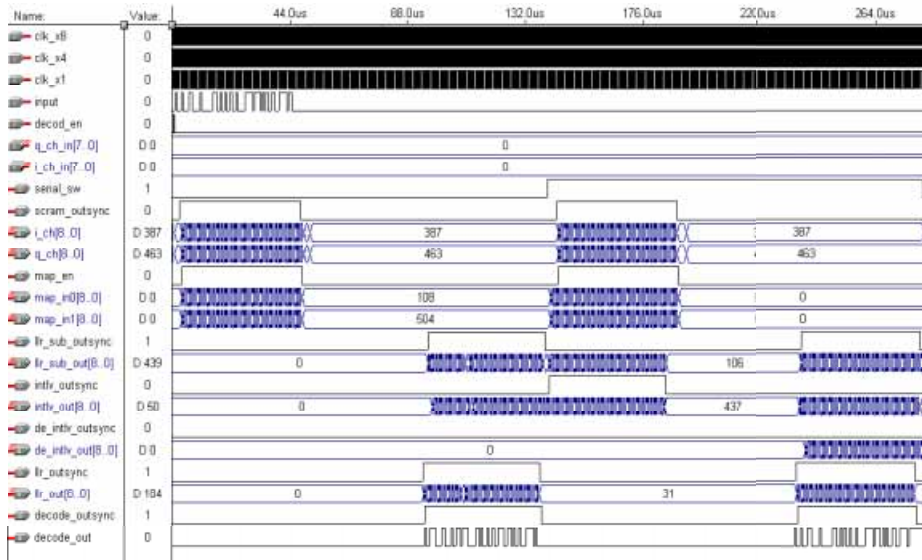 Name: Value: 44.0us 88.0us 132.0us 176.0us 220.0us 264.0us
clk_x8 0
clk_x4 0
clk_x1 0
input 0
decod_en 0
q_ch_in[7..0] D 0 0
i_ch_in[7..0] D 0 0
serial_sw 1
scram_outsync 0
i_ch[8..0] D 387 387 387
q_ch[8..0] D 463 463 463
map_en 0
map_in0[8..0] D 0 108 0
map_in1[8..0] D 0 504 0
llr_sub_outsync 1
llr_sub_out[8..0] D 439 0 106
intlv_outsync 0
intlv_out[8..0] D 50 0 437
de_intlv_outsync 0
de_intlv_out[8..0] D 0 0
llr_outsync 1
llr_out[8..0] D 184 0 31
decode_outsync 1
decode_out 0